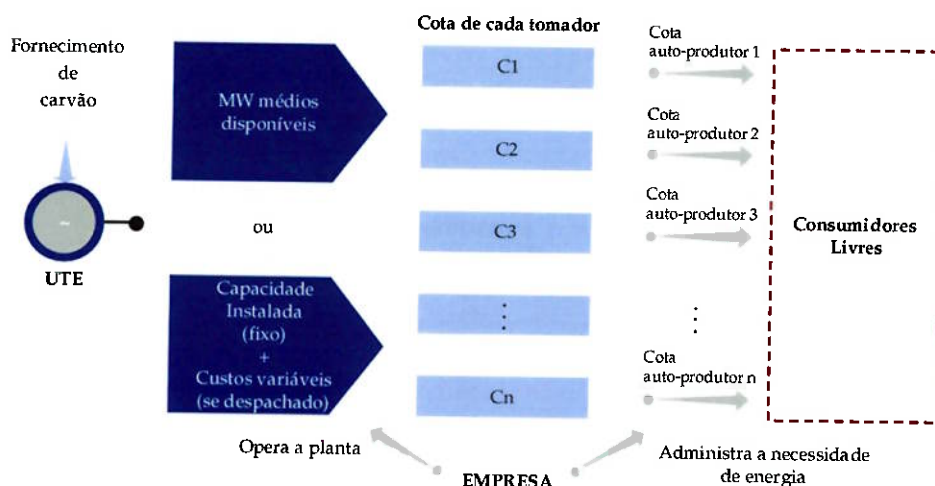 Fornecimento
de
carvão
~
UTE
MW médios
disponíveis
ou
Capacidade
Instalada
(fixo)
+
Custos variáveis
(se despachado)
Cota de cada tomador
C1
C2
C3
⋮
Cn
Cota
auto-produtor 1
Cota
auto-produtor 2
Cota
auto-produtor 3
⋮
Cota
auto-produtor n
Consumidores
Livres
Opera a planta
EMPRESA
Administra a necessidade
de energia